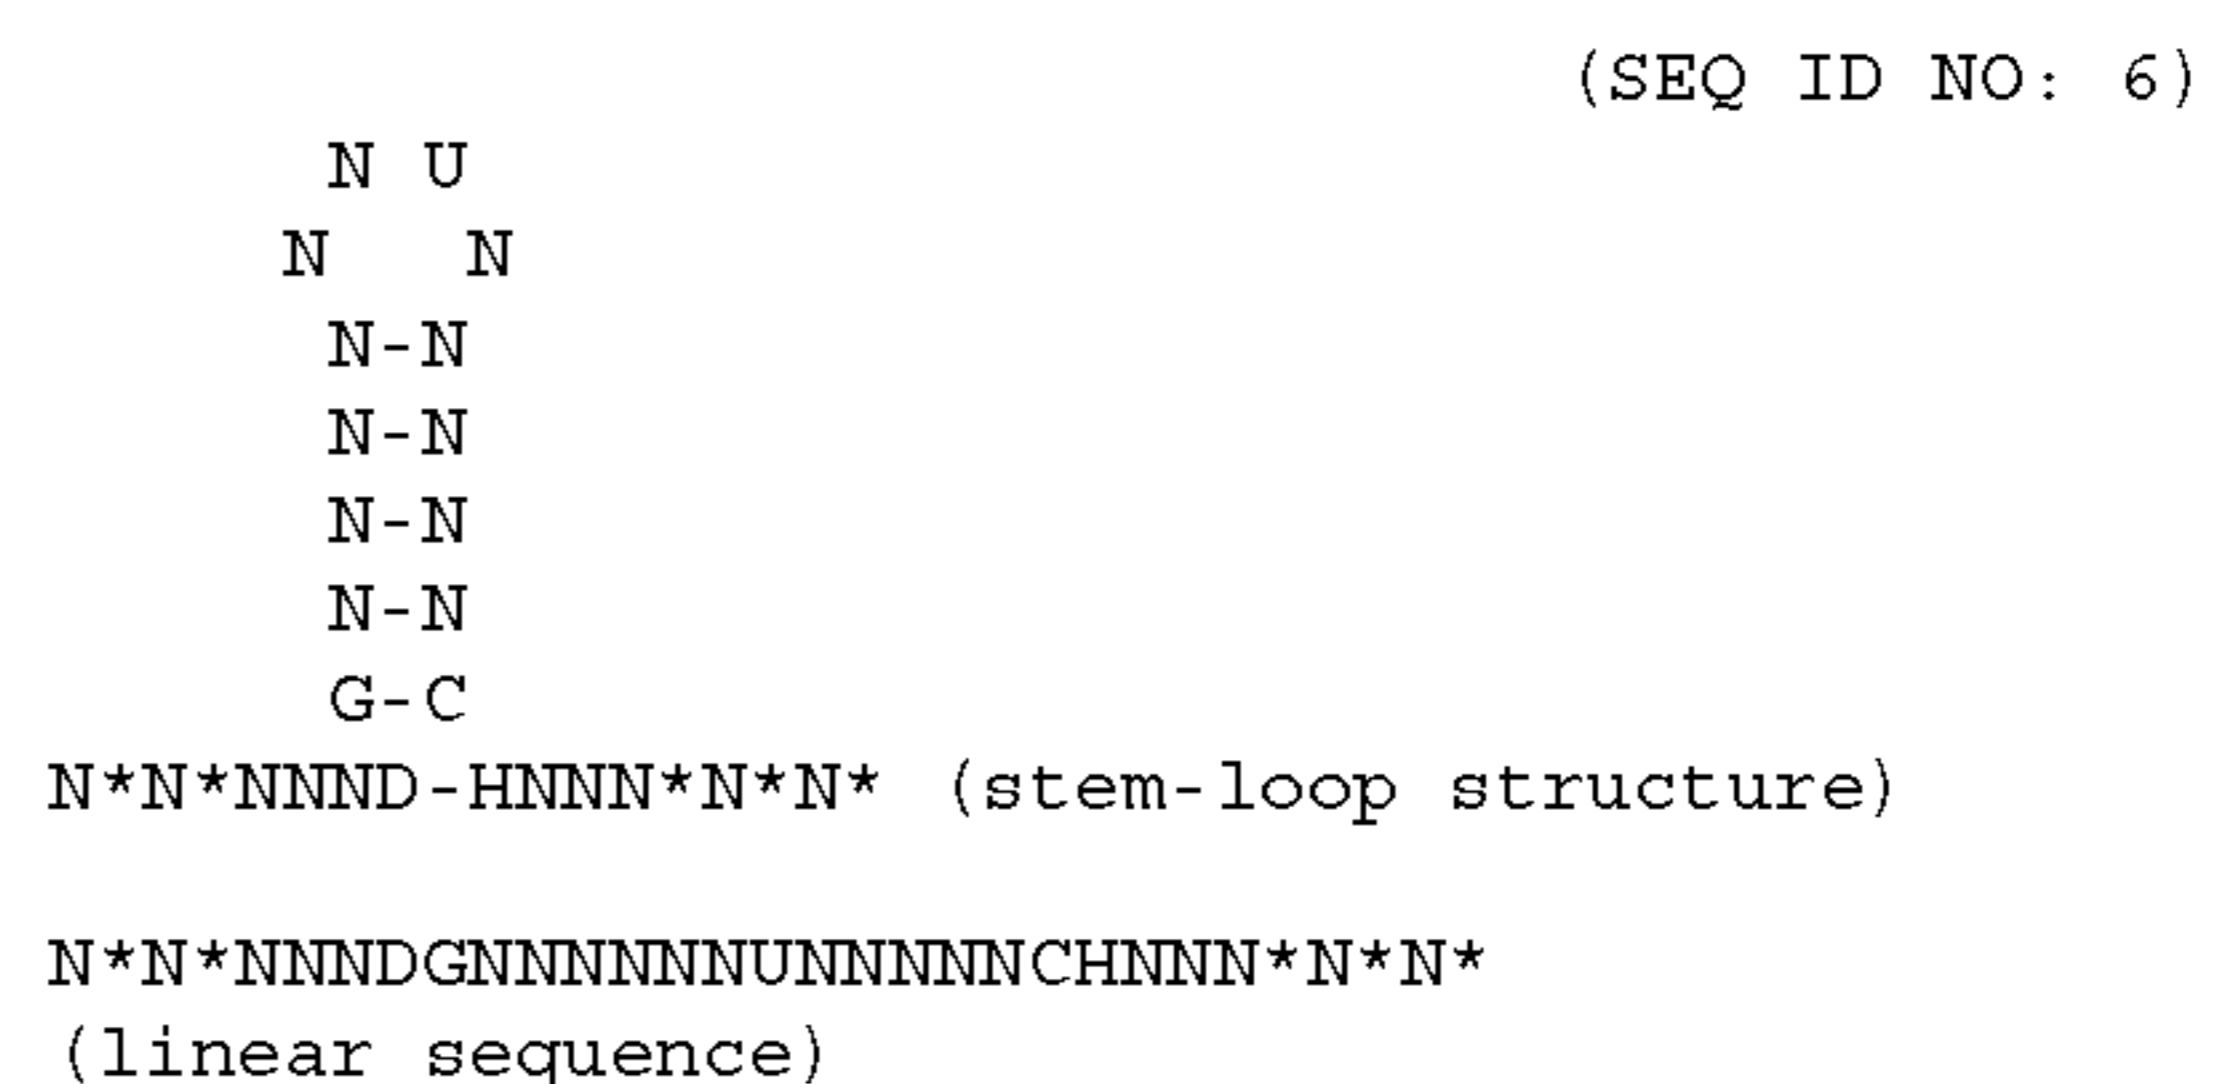 (SEQ ID NO: 6)
N U
N N
N-N
N-N
N-N
N-N
G-C
N*N*NNND-HNNN*N*N* (stem-loop structure)
N*N*NNNDGNNNNNNUNNNNNCHNNN*N*N*
(linear sequence)